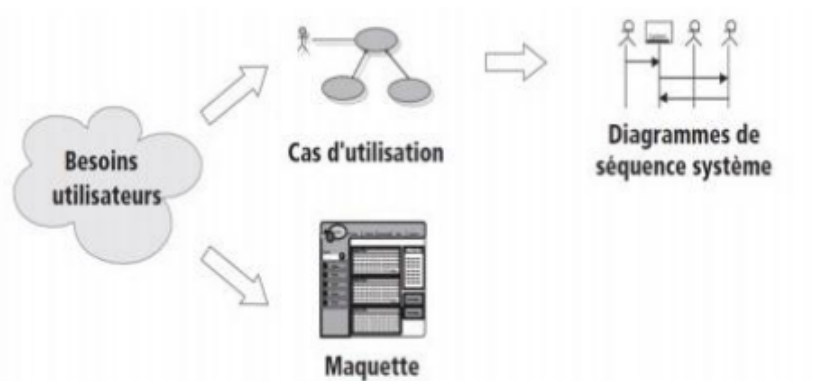 Besoins
utilisateurs
Cas d'utilisation
Diagrammes de
séquence système
Maquette